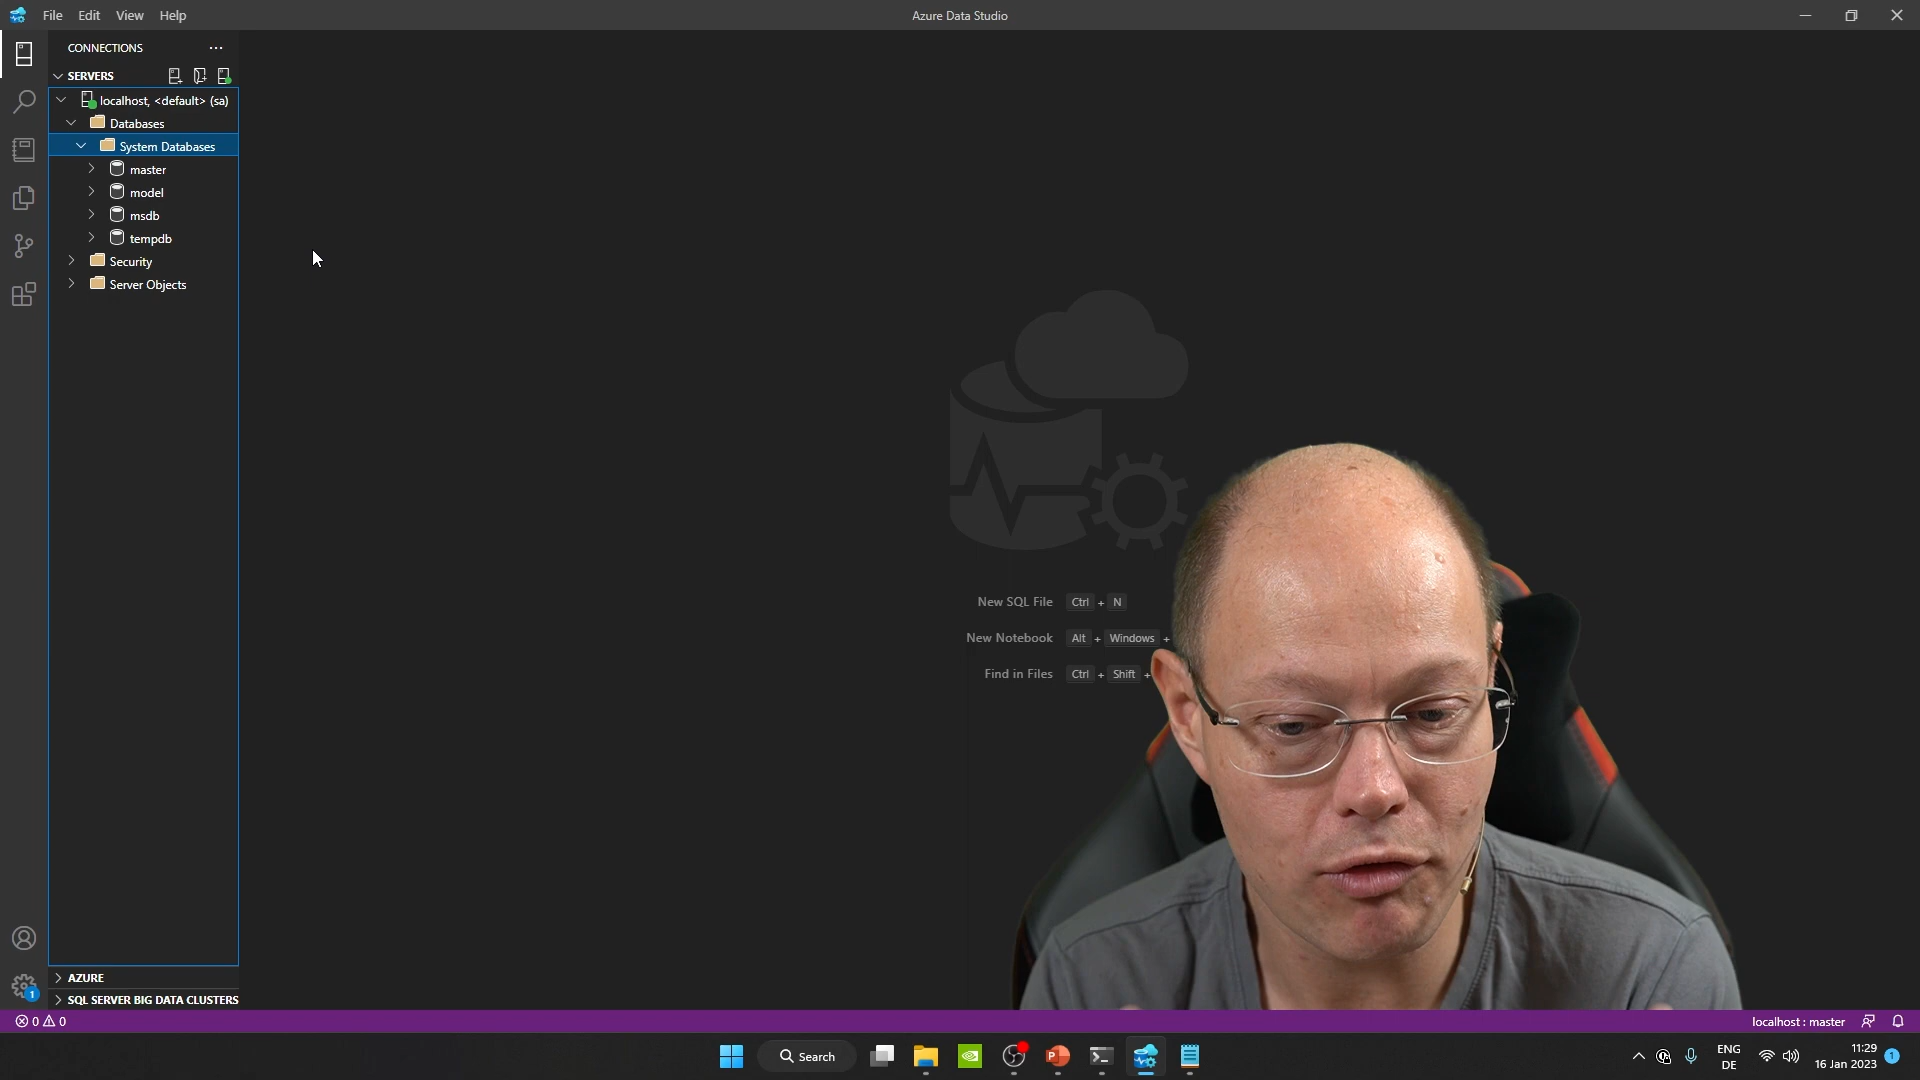 File Edit View Help
Azure Data Studio
CONNECTIONS
SERVERS
localhost, <default> (sa)
Databases
System Databases
master
model
msdb
tempdb
Security
Server Objects
New SQL File Ctrl + N
New Notebook Alt + Windows +
Find in Files Ctrl + Shift +
AZURE
1
SQL SERVER BIG DATA CLUSTERS
0 0
localhost : master
Search
ENG
DE
11:29
16 Jan 2023
1